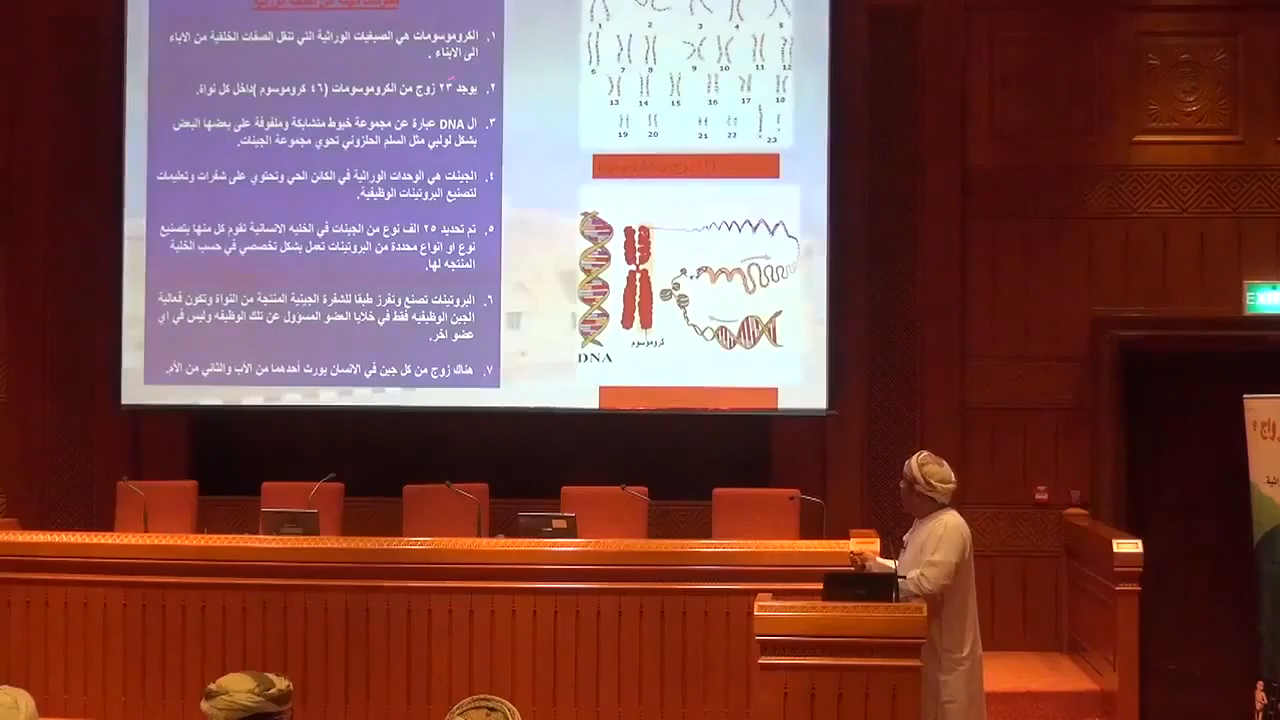 ١. الكروموسومات هي الصبغيات الوراثية التي تنقل الصفات الخلقية من الاباء
الى الابناء .
٢. يوجد ٢٣ زوج من الكروموسومات (٤٦ كروموسوم )داخل كل نواة.
٣. ال DNA عبارة عن مجموعة خيوط متشابكة وملفوفة على بعضها البعض
بشكل لولبي مثل السلم الحلزوني تحوي مجموعة الجينات.
٤. الجينات هي الوحدات الوراثية في الكائن الحي وتحتوي على شفرات وتعليمات
لتصنيع البروتينات الوظيفية.
٥. تم تحديد ٢٥ الف نوع من الجينات في الخليه الانسانية تقوم كل منها بتصنيع
نوع او انواع محددة من البروتينات تعمل بشكل تخصصي في حسب الخلية
المنتجه لها.
٦. البروتينات تصنع وتفرز طبقا للشفرة الجينية المنتجة من النواة وتكون فعالية
الجين الوظيفيه فقط في خلايا العضو المسؤول عن تلك الوظيفه وليس في اي
عضو اخر.
٧. هناك زوج من كل جين في الانسان يورث أحدهما من الأب والثاني من الأم.
1 2 3 4 5
6 7 8 9 10 11 12
13 14 15 16 17 18
19 20 21 22 23
كروموسوم
DNA
EXIT